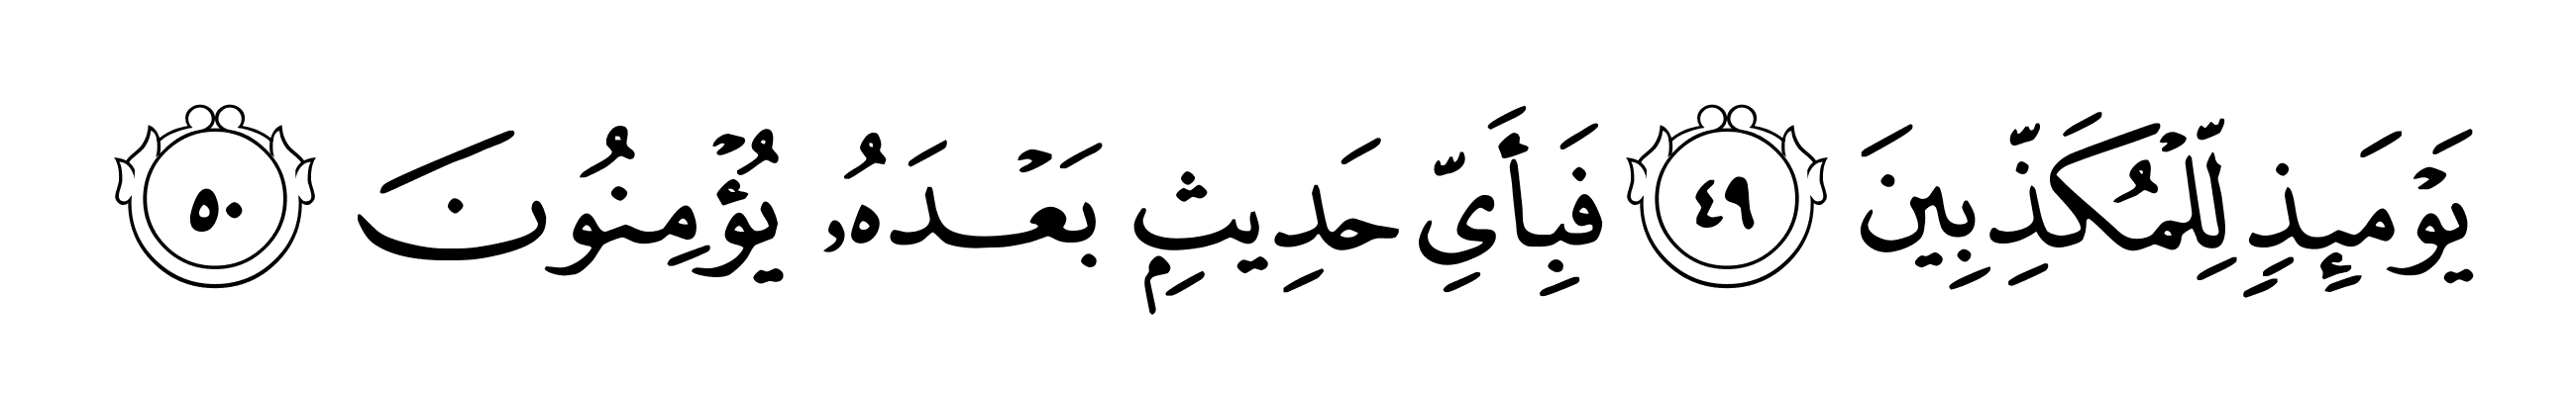 يَوْمَئِذٍ لِّلْمُكَذِّبِينَ ٤٩ فَبِأَىِّ حَدِيثِۭ بَعْدَهُۥ يُؤْمِنُونَ ٥٠